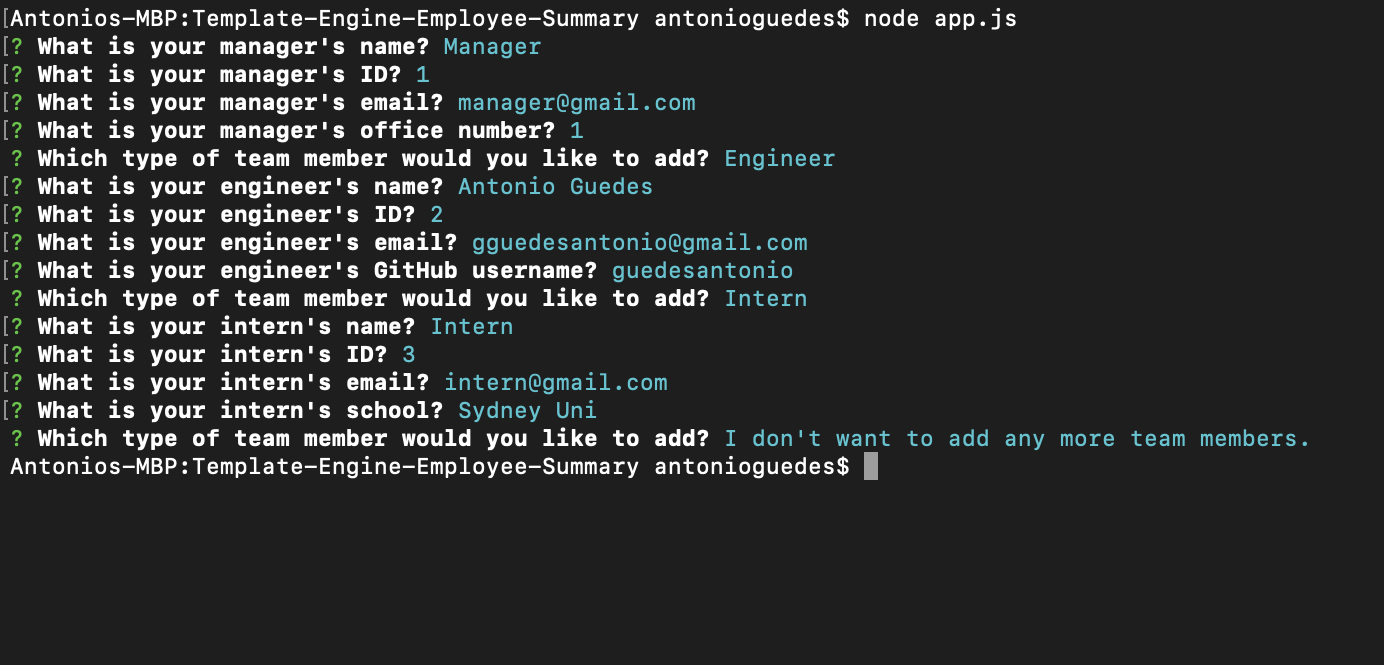 [Antonios-MBP:Template-Engine-Employee-Summary antonioguedes$ node app.js
[? What is your manager's name? Manager
[? What is your manager's ID? 1
[? What is your manager's email? manager@gmail.com
[? What is your manager's office number? 1
? Which type of team member would you like to add? Engineer
[? What is your engineer's name? Antonio Guedes
[? What is your engineer's ID? 2
[? What is your engineer's email? gguedesantonio@gmail.com
[? What is your engineer's GitHub username? guedesantonio
? Which type of team member would you like to add? Intern
[? What is your intern's name? Intern
[? What is your intern's ID? 3
[? What is your intern's email? intern@gmail.com
[? What is your intern's school? Sydney Uni
? Which type of team member would you like to add? I don't want to add any more team members.
Antonios-MBP:Template-Engine-Employee-Summary antonioguedes$